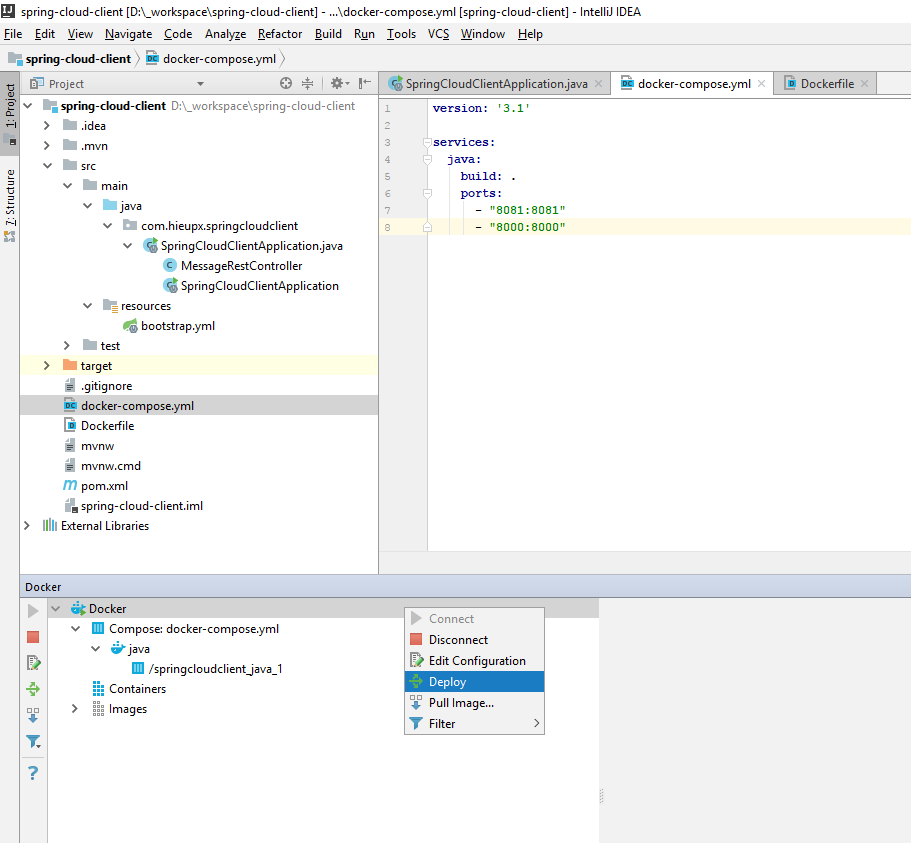 spring-cloud-client [D:\_workspace\spring-cloud-client] - ...\docker-compose.yml [spring-cloud-client] - IntelliJ IDEA
File Edit View Navigate Code Analyze Refactor Build Run Tools VCS Window Help
spring-cloud-client docker-compose.yml
1: Project
7: Structure
Project
spring-cloud-client D:\_workspace\spring-cloud-client
.idea
.mvn
src
main
java
com.hieupx.springcloudclient
SpringCloudClientApplication.java
MessageRestController
SpringCloudClientApplication
resources
bootstrap.yml
test
target
.gitignore
docker-compose.yml
Dockerfile
mvnw
mvnw.cmd
pom.xml
spring-cloud-client.iml
External Libraries
SpringCloudClientApplication.java docker-compose.yml Dockerfile
1 version: '3.1'
2
3 services:
4 java:
5 build: .
6 ports:
7 - "8081:8081"
8 - "8000:8000"
Docker
Docker
Compose: docker-compose.yml
java
/springcloudclient_java_1
Containers
Images
Connect
Disconnect
Edit Configuration
Deploy
Pull Image...
Filter